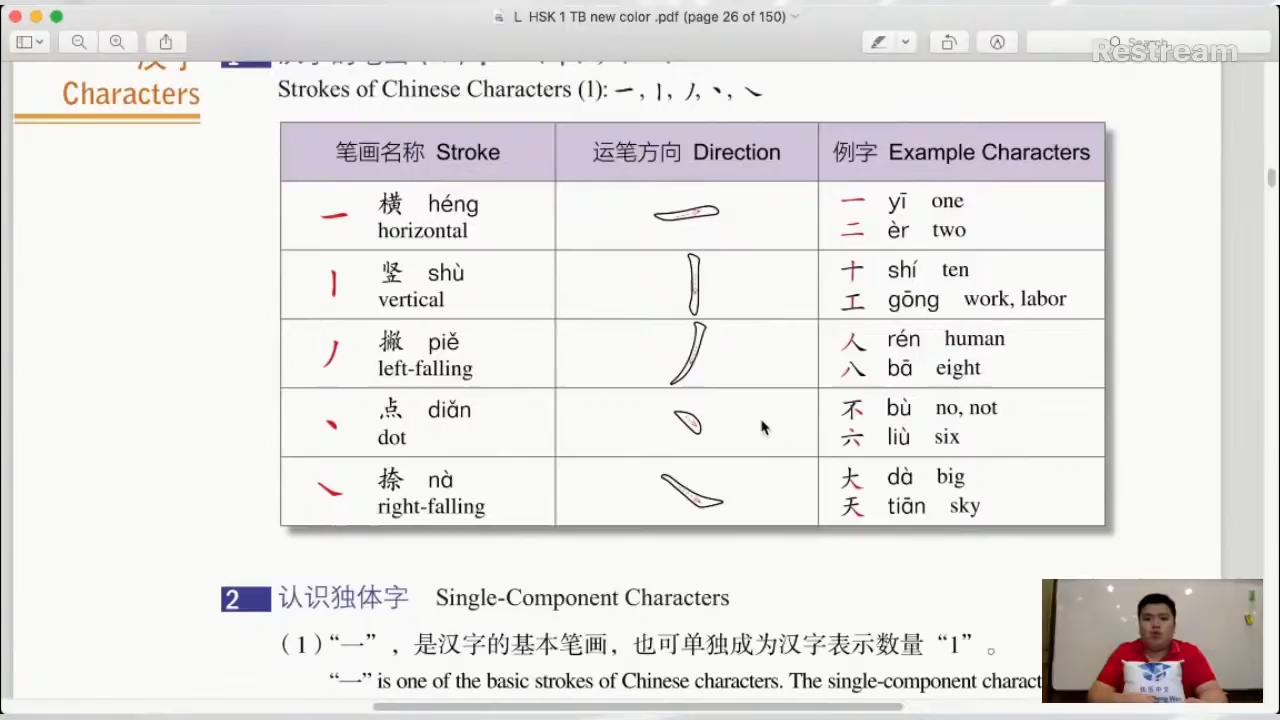 L HSK 1 TB new color .pdf (page 26 of 150)
Search
Restream
Characters
1
Strokes of Chinese Characters (1): ㇐, 丨, 丿, 丶, ㇏
笔画名称 Stroke 运笔方向 Direction 例字 Example Characters
一 横 héng
horizontal
一 yī one
二 èr two
丨 竖 shù
vertical
十 shí ten
工 gōng work, labor
丿 撇 piě
left-falling
人 rén human
八 bā eight
丶 点 diǎn
dot
不 bù no, not
六 liù six
㇏ 捺 nà
right-falling
大 dà big
天 tiān sky
2 认识独体字 Single-Component Characters
（1）“一”，是汉字的基本笔画，也可单独成为汉字表示数量“1”。
“一” is one of the basic strokes of Chinese characters. The single-component charact